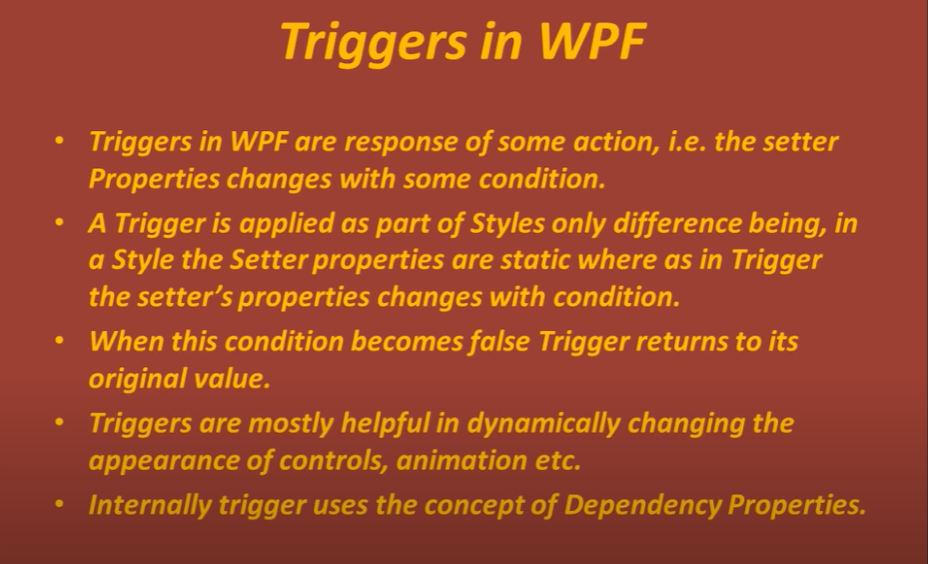 Triggers in WPF
• Triggers in WPF are response of some action, i.e. the setter
Properties changes with some condition.
• A Trigger is applied as part of Styles only difference being, in
a Style the Setter properties are static where as in Trigger
the setter’s properties changes with condition.
• When this condition becomes false Trigger returns to its
original value.
• Triggers are mostly helpful in dynamically changing the
appearance of controls, animation etc.
• Internally trigger uses the concept of Dependency Properties.